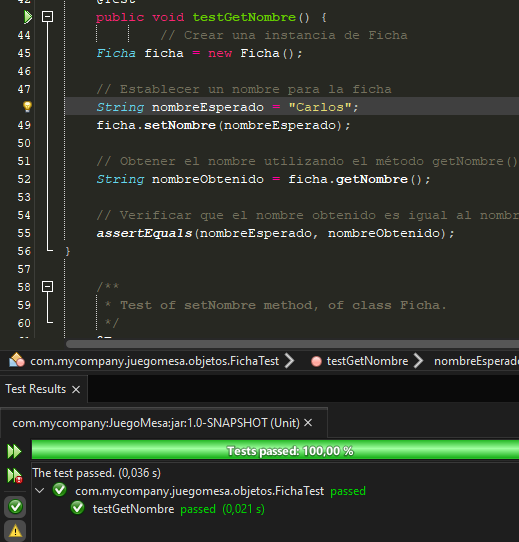 43 public void testGetNombre() {
44 // Crear una instancia de Ficha
45 Ficha ficha = new Ficha();
46
47 // Establecer un nombre para la ficha
String nombreEsperado = "Carlos";
49 ficha.setNombre(nombreEsperado);
50
51 // Obtener el nombre utilizando el método getNombre()
52 String nombreObtenido = ficha.getNombre();
53
54 // Verificar que el nombre obtenido es igual al nombr
55 assertEquals(nombreEsperado, nombreObtenido);
56 }
57
58 /**
59 * Test of setNombre method, of class Ficha.
60 */
com.mycompany.juegomesa.objetos.FichaTest
testGetNombre
nombreEsperado
Test Results
com.mycompany:JuegoMesa:jar:1.0-SNAPSHOT (Unit)
Tests passed: 100,00 %
The test passed. (0,036 s)
com.mycompany.juegomesa.objetos.FichaTest passed
testGetNombre passed (0,021 s)